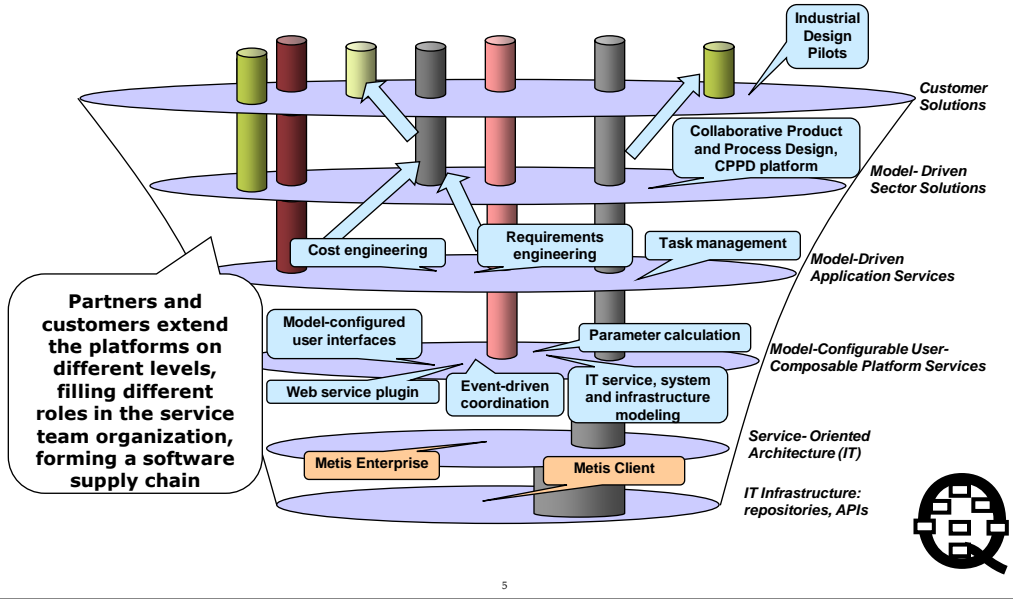 Industrial
Design
Pilots
Customer
Solutions
Collaborative Product
and Process Design,
CPPD platform
Model- Driven
Sector Solutions
Cost engineering
Requirements
engineering
Task management
Model-Driven
Application Services
Partners and
customers extend
the platforms on
different levels,
filling different
roles in the service
team organization,
forming a software
supply chain
Model-configured
user interfaces
Parameter calculation
Model-Configurable User-
Composable Platform Services
Web service plugin
Event-driven
coordination
IT service, system
and infrastructure
modeling
Service- Oriented
Architecture (IT)
Metis Enterprise
Metis Client
IT Infrastructure:
repositories, APIs
5